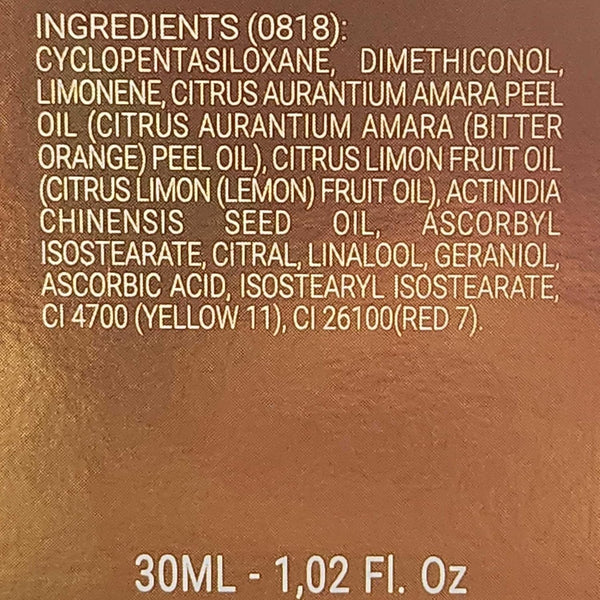 INGREDIENTS (0818):
CYCLOPENTASILOXANE, DIMETHICONOL,
LIMONENE, CITRUS AURANTIUM AMARA PEEL
OIL (CITRUS AURANTIUM AMARA (BITTER
ORANGE) PEEL OIL), CITRUS LIMON FRUIT OIL
(CITRUS LIMON (LEMON) FRUIT OIL), ACTINIDIA
CHINENSIS SEED OIL, ASCORBYL
ISOSTEARATE, CITRAL, LINALOOL, GERANIOL,
ASCORBIC ACID, ISOSTEARYL ISOSTEARATE,
CI 4700 (YELLOW 11), CI 26100(RED 7).
30ML - 1,02 Fl. Oz